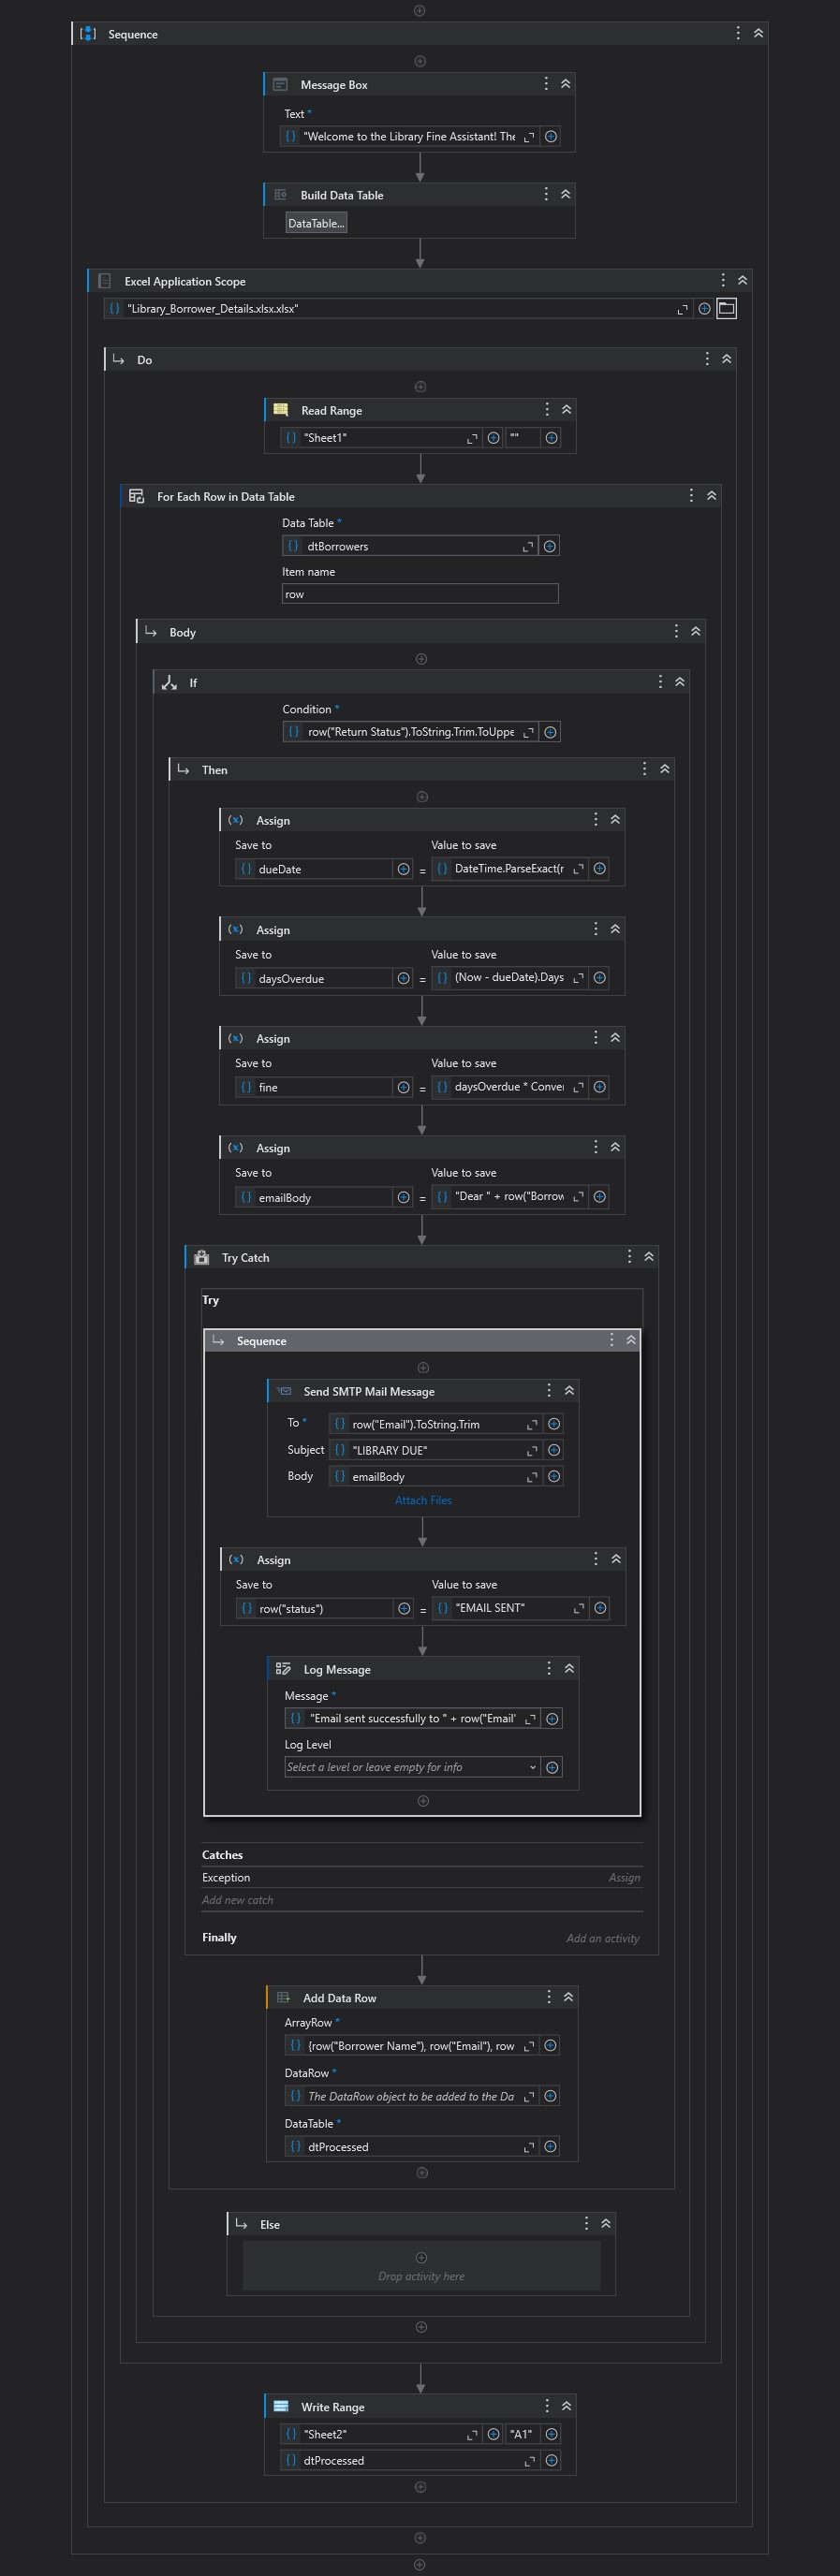 Sequence
Message Box
Text *
"Welcome to the Library Fine Assistant! The
Build Data Table
DataTable...
Excel Application Scope
"Library_Borrower_Details.xlsx.xlsx"
Do
Read Range
"Sheet1" ""
For Each Row in Data Table
Data Table *
dtBorrowers
Item name
row
Body
If
Condition *
row("Return Status").ToString.Trim.ToUppe
Then
Assign
Save to Value to save
dueDate = DateTime.ParseExact(r
Assign
Save to Value to save
daysOverdue = (Now - dueDate).Days
Assign
Save to Value to save
fine = daysOverdue * Conver
Assign
Save to Value to save
emailBody = "Dear " + row("Borrow
Try Catch
Try
Sequence
Send SMTP Mail Message
To * row("Email").ToString.Trim
Subject "LIBRARY DUE"
Body emailBody
Attach Files
Assign
Save to Value to save
row("status") = "EMAIL SENT"
Log Message
Message *
"Email sent successfully to " + row("Email"
Log Level
Select a level or leave empty for info
Catches
Exception Assign
Add new catch
Finally Add an activity
Add Data Row
ArrayRow *
{row("Borrower Name"), row("Email"), row
DataRow *
The DataRow object to be added to the Da
DataTable *
dtProcessed
Else
Drop activity here
Write Range
"Sheet2" "A1"
dtProcessed